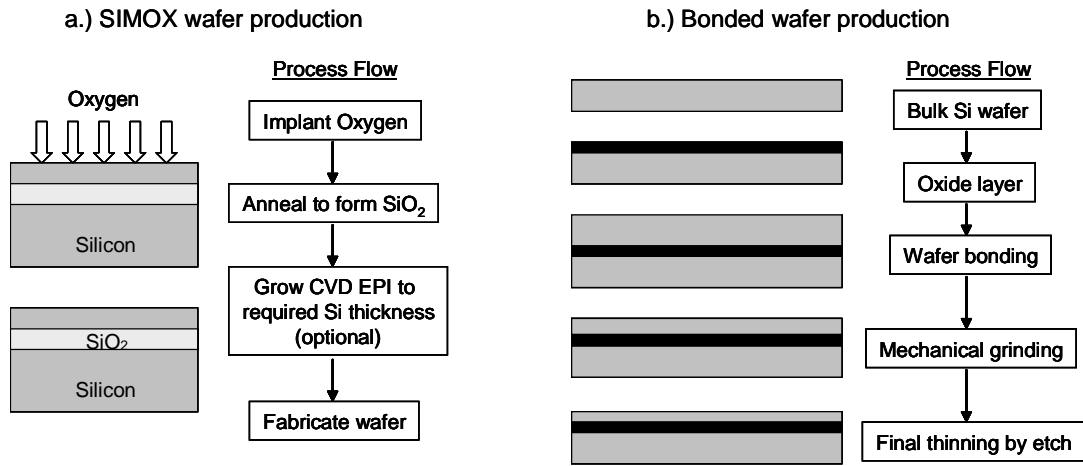 a.) SIMOX wafer production
Oxygen
Silicon
SiO₂
Silicon
Process Flow
Implant Oxygen
Anneal to form SiO₂
Grow CVD EPI to
required Si thickness
(optional)
Fabricate wafer
b.) Bonded wafer production
Process Flow
Bulk Si wafer
Oxide layer
Wafer bonding
Mechanical grinding
Final thinning by etch